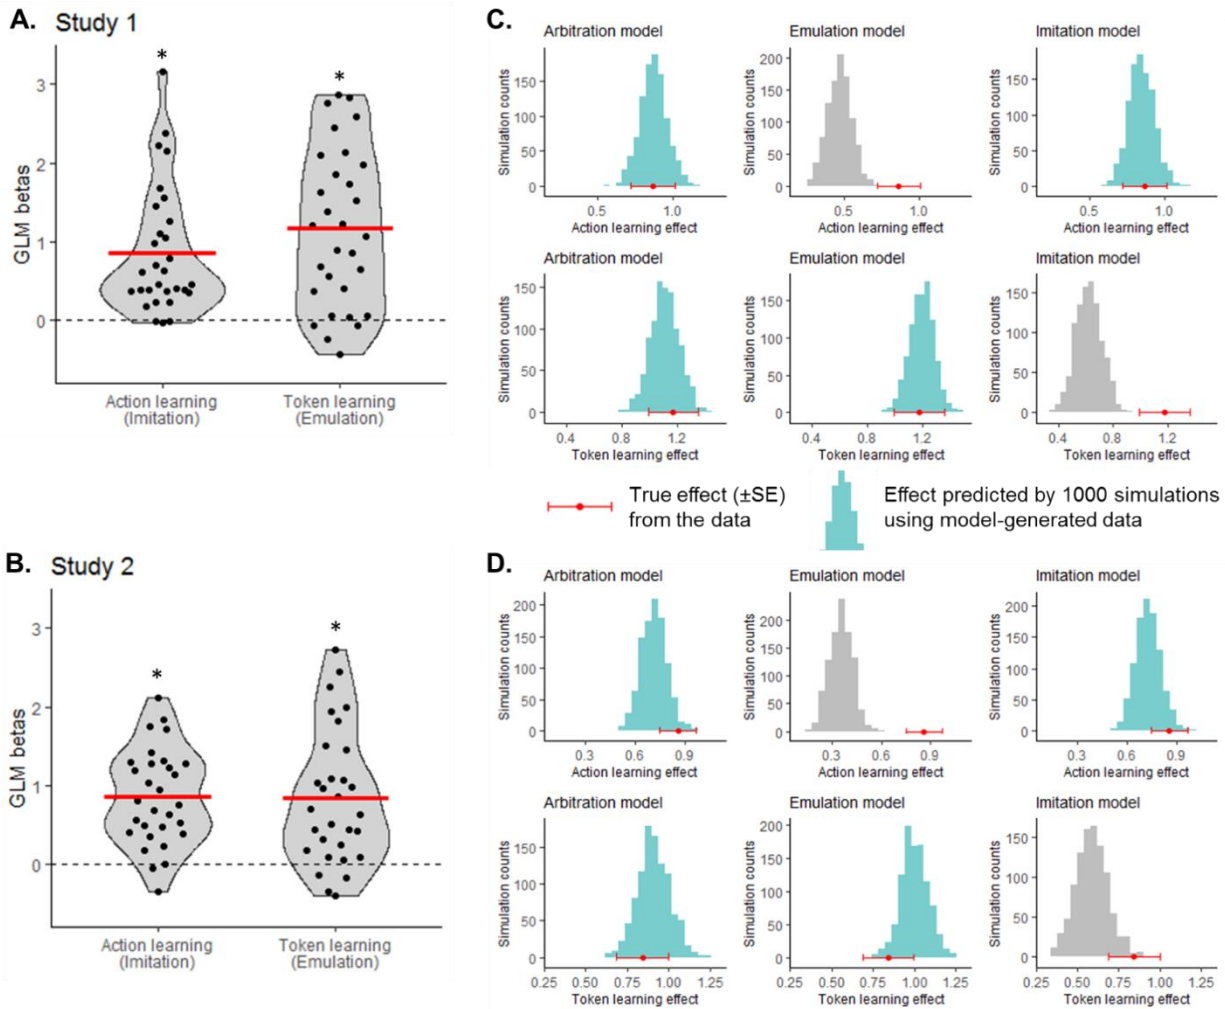 A. Study 1
*
*
3
2
1
0
GLM betas
Action learning
(Imitation)
Token learning
(Emulation)
C.
Arbitration model
Simulation counts
150
100
50
0
0.5 1.0
Action learning effect
Emulation model
Simulation counts
200
150
100
50
0
0.5 1.0
Action learning effect
Imitation model
Simulation counts
150
100
50
0
0.5 1.0
Action learning effect
Arbitration model
Simulation counts
150
100
50
0
0.4 0.8 1.2
Token learning effect
Emulation model
Simulation counts
150
100
50
0
0.4 0.8 1.2
Token learning effect
Imitation model
Simulation counts
150
100
50
0
0.4 0.8 1.2
Token learning effect
True effect (±SE)
from the data
Effect predicted by 1000 simulations
using model-generated data
B. Study 2
*
*
3
2
1
0
GLM betas
Action learning
(Imitation)
Token learning
(Emulation)
D.
Arbitration model
Simulation counts
200
150
100
50
0
0.3 0.6 0.9
Action learning effect
Emulation model
Simulation counts
200
150
100
50
0
0.3 0.6 0.9
Action learning effect
Imitation model
Simulation counts
200
150
100
50
0
0.3 0.6 0.9
Action learning effect
Arbitration model
Simulation counts
150
100
50
0
0.25 0.50 0.75 1.00 1.25
Token learning effect
Emulation model
Simulation counts
200
150
100
50
0
0.25 0.50 0.75 1.00 1.25
Token learning effect
Imitation model
Simulation counts
150
100
50
0
0.25 0.50 0.75 1.00 1.25
Token learning effect